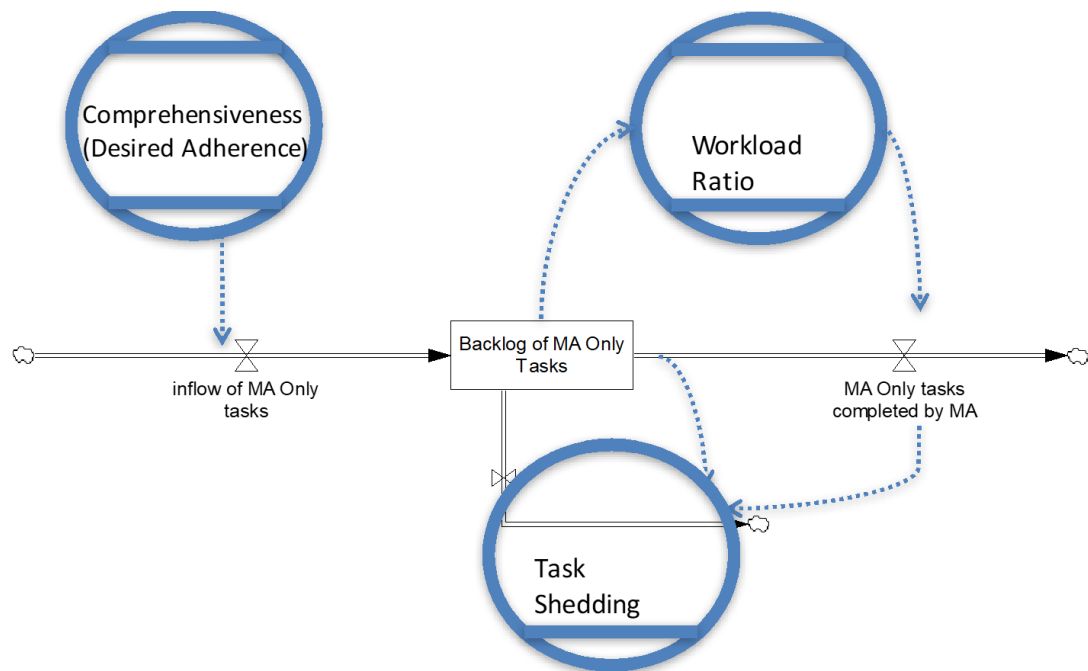 Comprehensiveness
(Desired Adherence)
Workload
Ratio
Backlog of MA Only
Tasks
inflow of MA Only
tasks
MA Only tasks
completed by MA
Task
Shedding